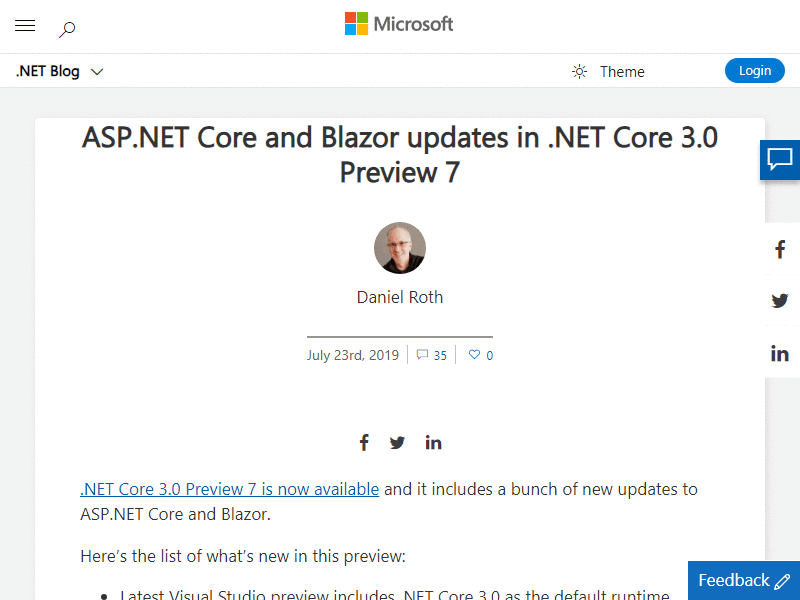 Microsoft
.NET Blog
Theme
Login
ASP.NET Core and Blazor updates in .NET Core 3.0
Preview 7
Daniel Roth
July 23rd, 2019
35
0
.NET Core 3.0 Preview 7 is now available and it includes a bunch of new updates to
ASP.NET Core and Blazor.
Here’s the list of what’s new in this preview:
Latest Visual Studio preview includes .NET Core 3.0 as the default runtime
Feedback